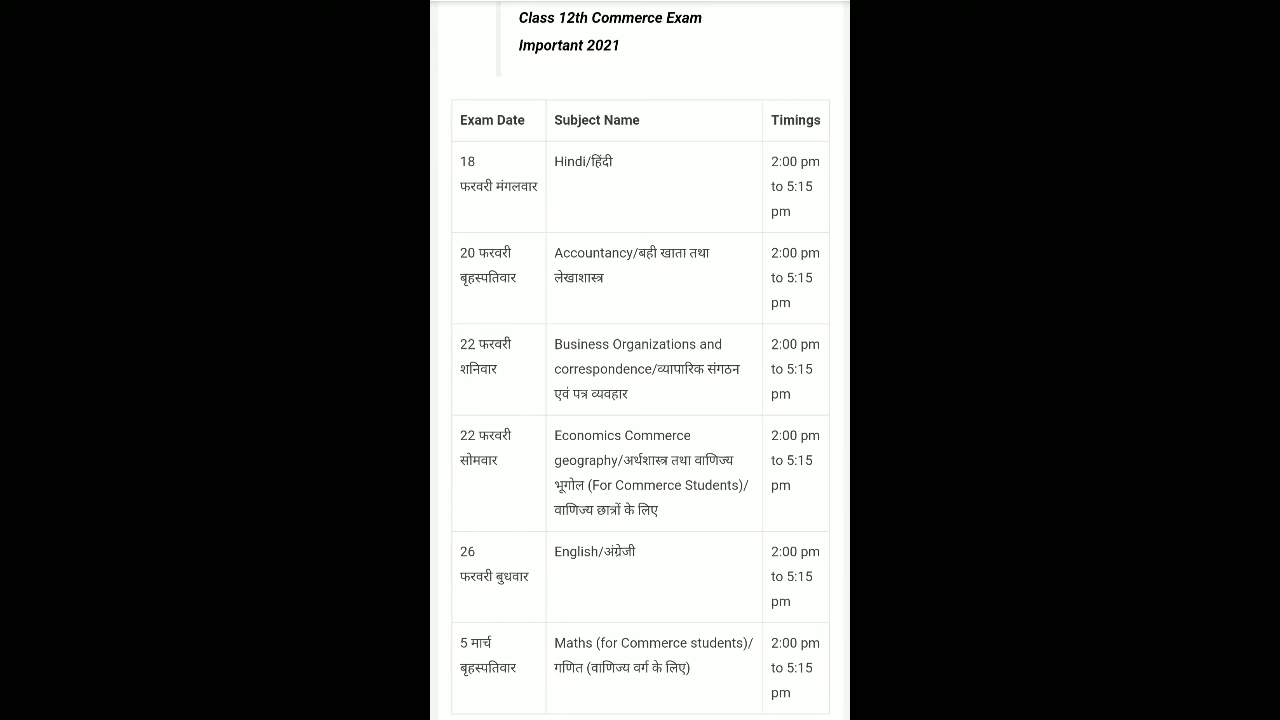 Class 12th Commerce Exam
Important 2021
Exam Date Subject Name Timings
18 Hindi/हिंदी 2:00 pm
फरवरी मंगलवार to 5:15
pm
20 फरवरी Accountancy/बही खाता तथा 2:00 pm
बृहस्पतिवार लेखाशास्त्र to 5:15
pm
22 फरवरी Business Organizations and 2:00 pm
शनिवार correspondence/व्यापारिक संगठन to 5:15
एवं पत्र व्यवहार pm
22 फरवरी Economics Commerce 2:00 pm
सोमवार geography/अर्थशास्त्र तथा वाणिज्य to 5:15
भूगोल (For Commerce Students)/ pm
वाणिज्य छात्रों के लिए
26 English/अंग्रेजी 2:00 pm
फरवरी बुधवार to 5:15
pm
5 मार्च Maths (for Commerce students)/ 2:00 pm
बृहस्पतिवार गणित (वाणिज्य वर्ग के लिए) to 5:15
pm